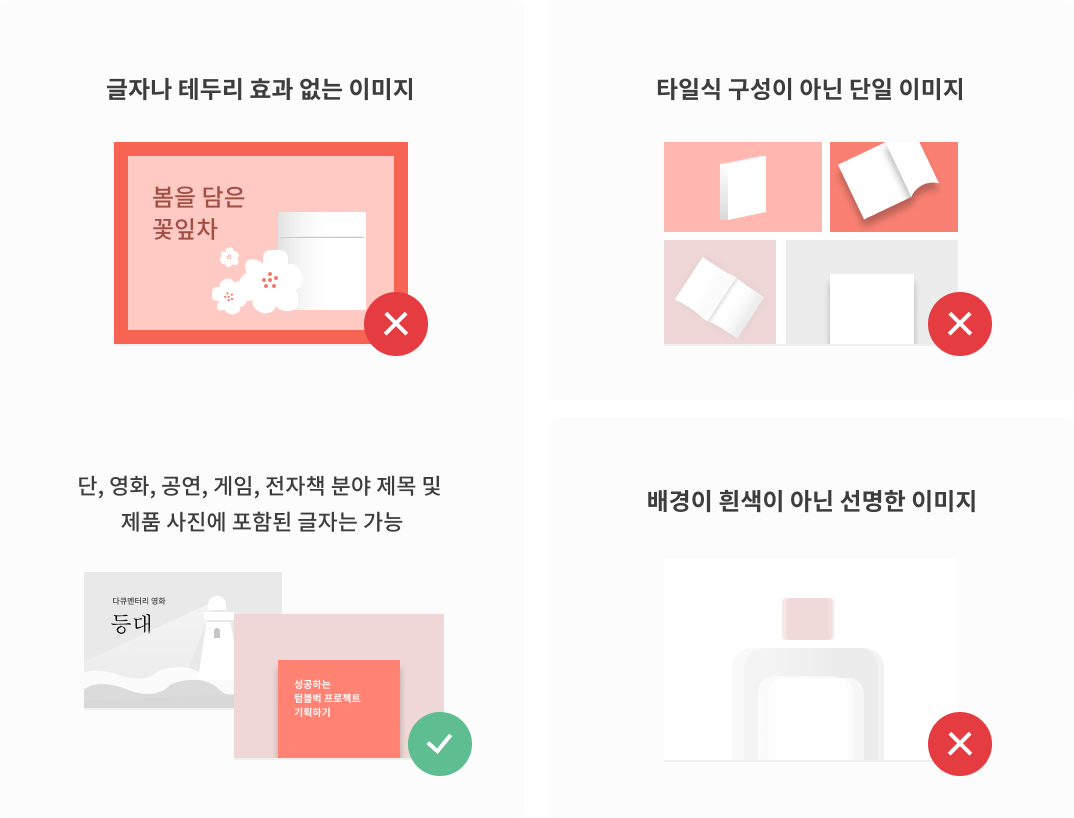 글자나 테두리 효과 없는 이미지
봄을 담은
꽃잎차
타일식 구성이 아닌 단일 이미지
단, 영화, 공연, 게임, 전자책 분야 제목 및
제품 사진에 포함된 글자는 가능
다큐멘터리 영화
등대
성공하는
텀블벅 프로젝트
기획하기
배경이 흰색이 아닌 선명한 이미지